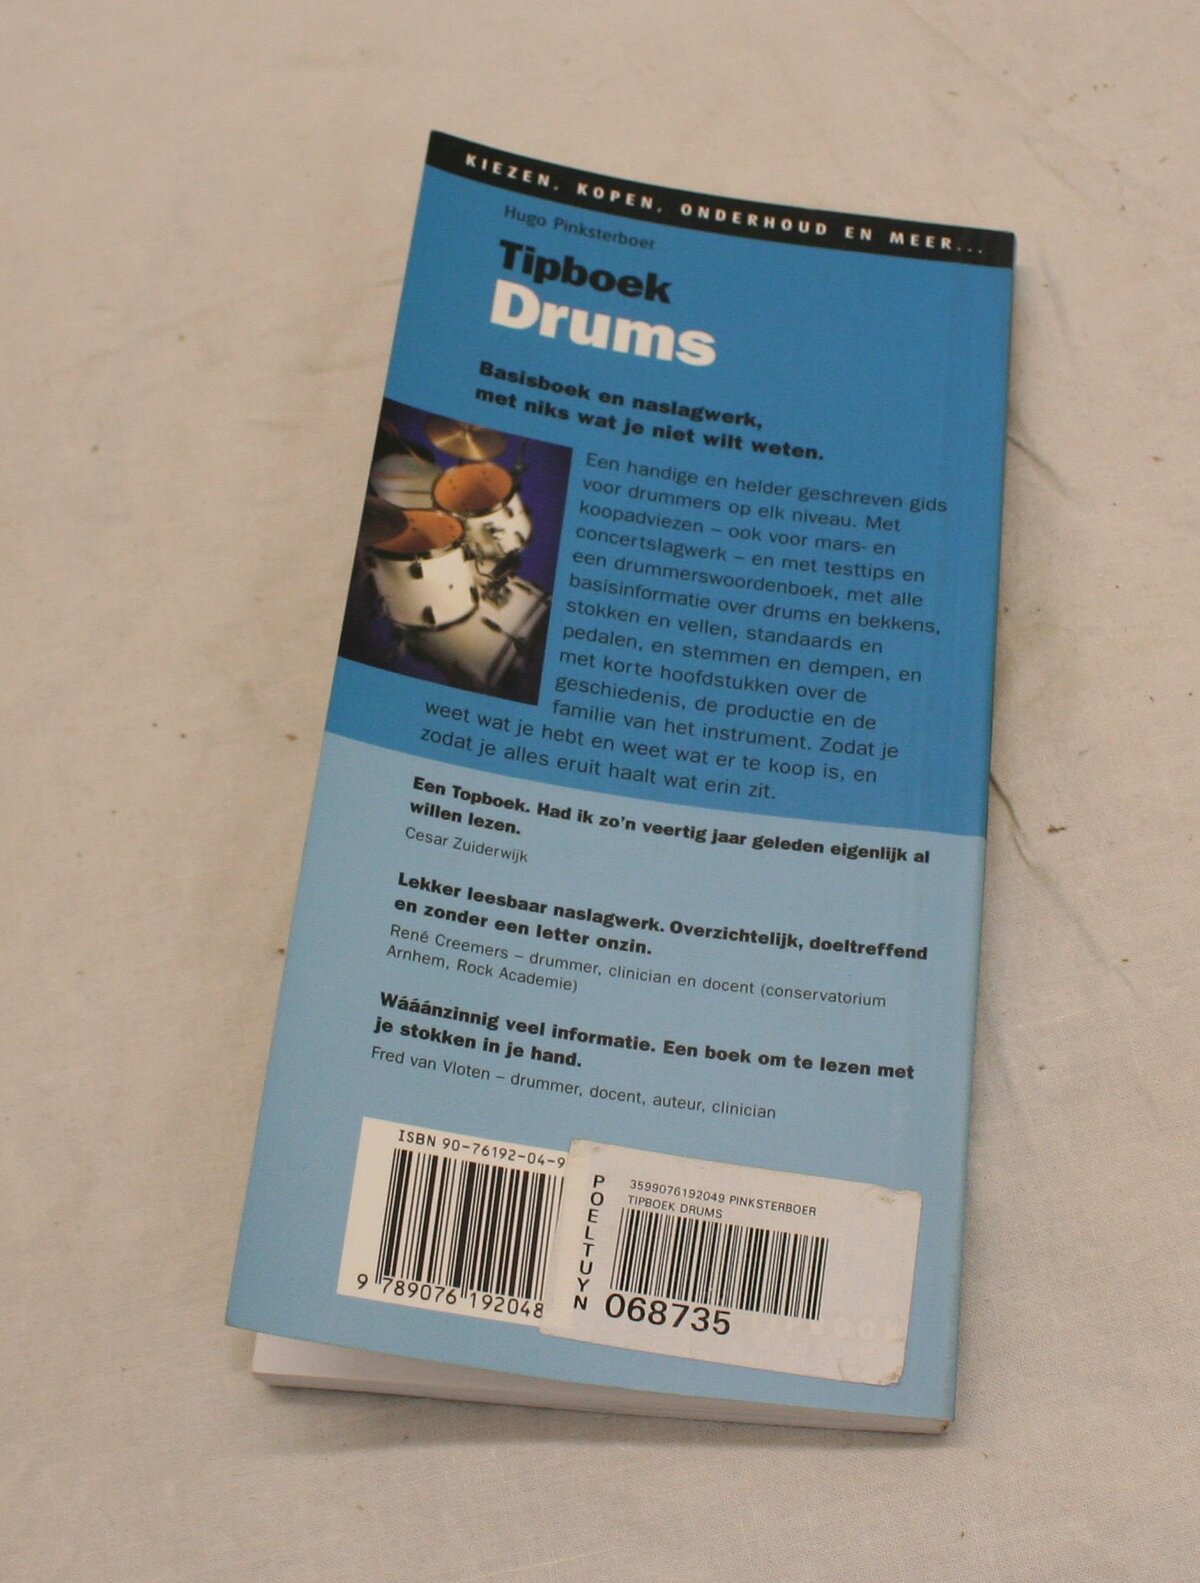 KIEZEN, KOPEN, ONDERHOUD EN MEER...
Hugo Pinksterboer
Tipboek
Drums
Basisboek en naslagwerk,
met niks wat je niet wilt weten.
Een handige en helder geschreven gids
voor drummers op elk niveau. Met
koopadviezen – ook voor mars- en
concertslagwerk – en met testtips en
een drummerswoordenboek, met alle
basisinformatie over drums en bekkens,
stokken en vellen, standaards en
pedalen, en stemmen en dempen, en
met korte hoofdstukken over de
geschiedenis, de productie en de
familie van het instrument. Zodat je
weet wat je hebt en weet wat er te koop is, en
zodat je alles eruit haalt wat erin zit.
Een Topboek. Had ik zo'n veertig jaar geleden eigenlijk al
willen lezen.
Cesar Zuiderwijk
Lekker leesbaar naslagwerk. Overzichtelijk, doeltreffend
en zonder een letter onzin.
René Creemers – drummer, clinician en docent (conservatorium
Arnhem, Rock Academie)
Wáááánzinnig veel informatie. Een boek om te lezen met
je stokken in je hand.
Fred van Vloten – drummer, docent, auteur, clinician
ISBN 90-76192-04-9
9 789076 192048
POELTUYN
3599076192049 PINKSTERBOER
TIPBOEK DRUMS
068735